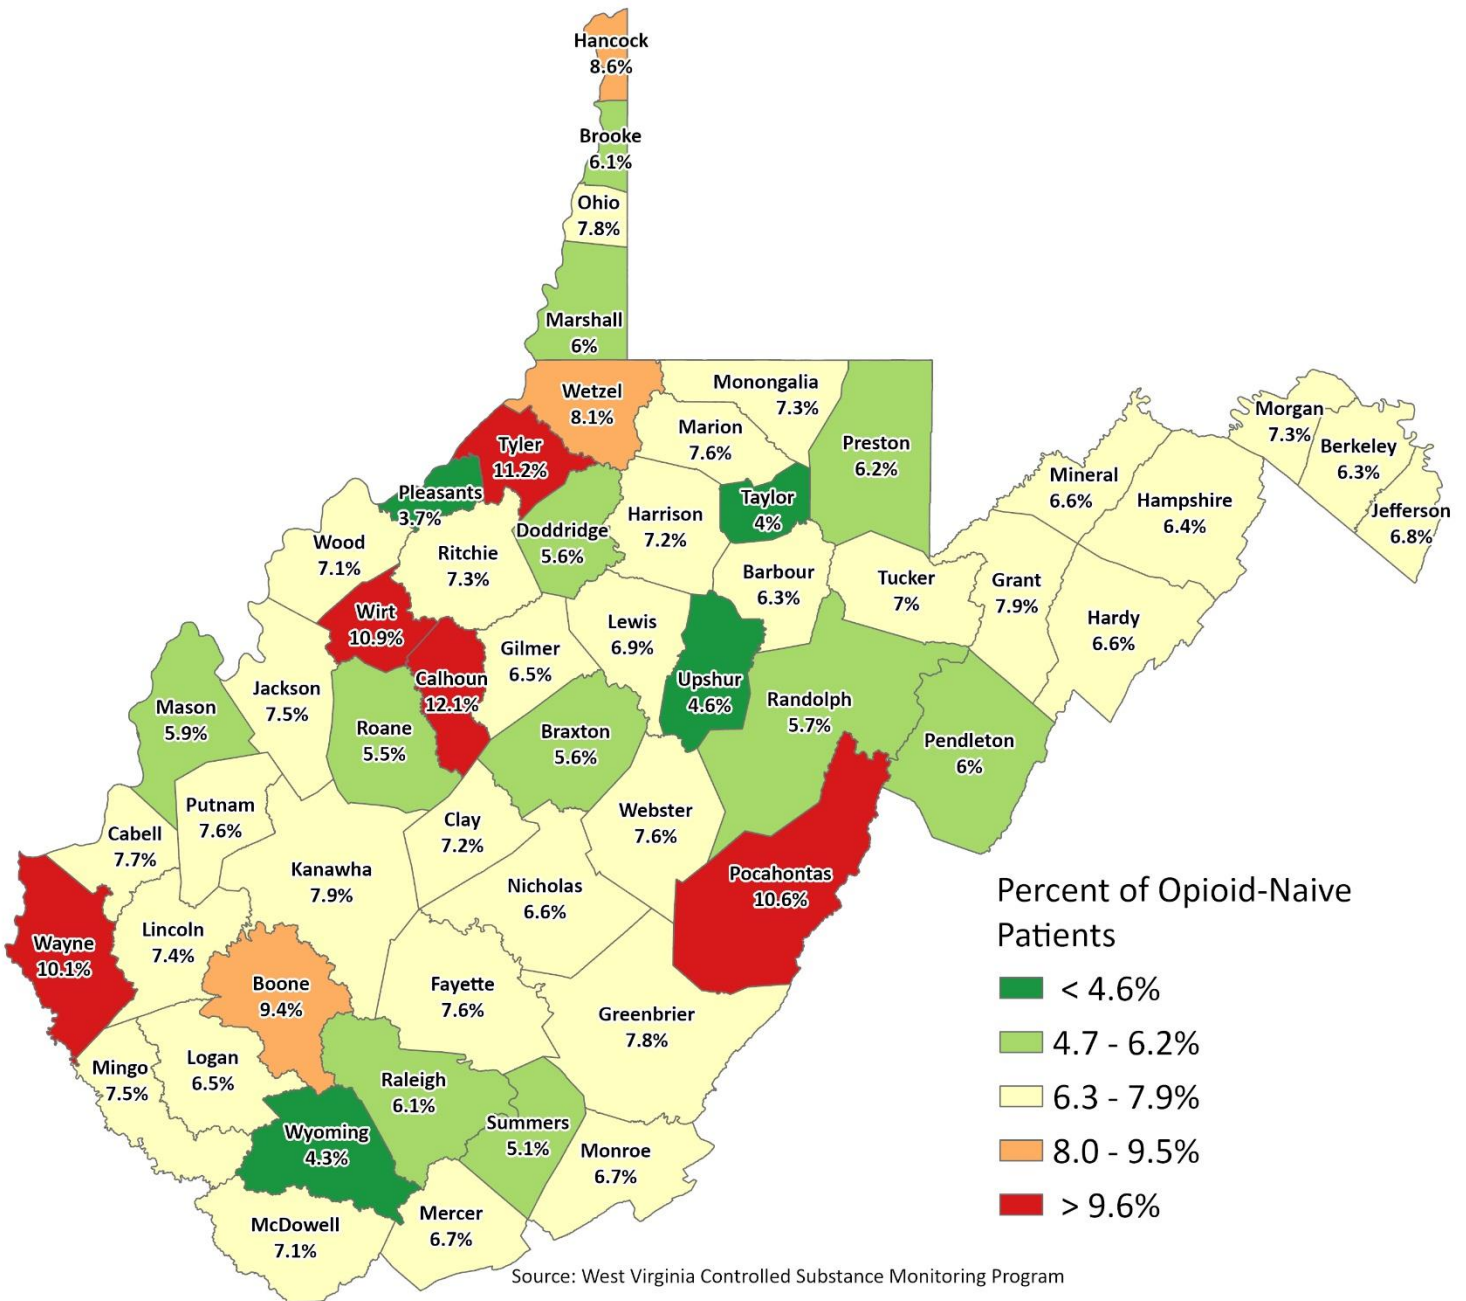 Hancock
8.6%
Brooke
6.1%
Ohio
7.8%
Marshall
6%
Wetzel
8.1%
Monongalia
7.3%
Marion
7.6%
Preston
6.2%
Tyler
11.2%
Pleasants
3.7%
Taylor
4%
Morgan
7.3%
Berkeley
6.3%
Jefferson
6.8%
Mineral
6.6%
Hampshire
6.4%
Doddridge
5.6%
Harrison
7.2%
Wood
7.1%
Ritchie
7.3%
Barbour
6.3%
Tucker
7%
Grant
7.9%
Hardy
6.6%
Wirt
10.9%
Lewis
6.9%
Gilmer
6.5%
Calhoun
12.1%
Upshur
4.6%
Randolph
5.7%
Jackson
7.5%
Mason
5.9%
Roane
5.5%
Braxton
5.6%
Pendleton
6%
Putnam
7.6%
Cabell
7.7%
Clay
7.2%
Webster
7.6%
Kanawha
7.9%
Nicholas
6.6%
Pocahontas
10.6%
Wayne
10.1%
Lincoln
7.4%
Boone
9.4%
Fayette
7.6%
Greenbrier
7.8%
Mingo
7.5%
Logan
6.5%
Raleigh
6.1%
Summers
5.1%
Wyoming
4.3%
Monroe
6.7%
McDowell
7.1%
Mercer
6.7%
Percent of Opioid-Naive
Patients
< 4.6%
4.7 - 6.2%
6.3 - 7.9%
8.0 - 9.5%
> 9.6%
Source: West Virginia Controlled Substance Monitoring Program